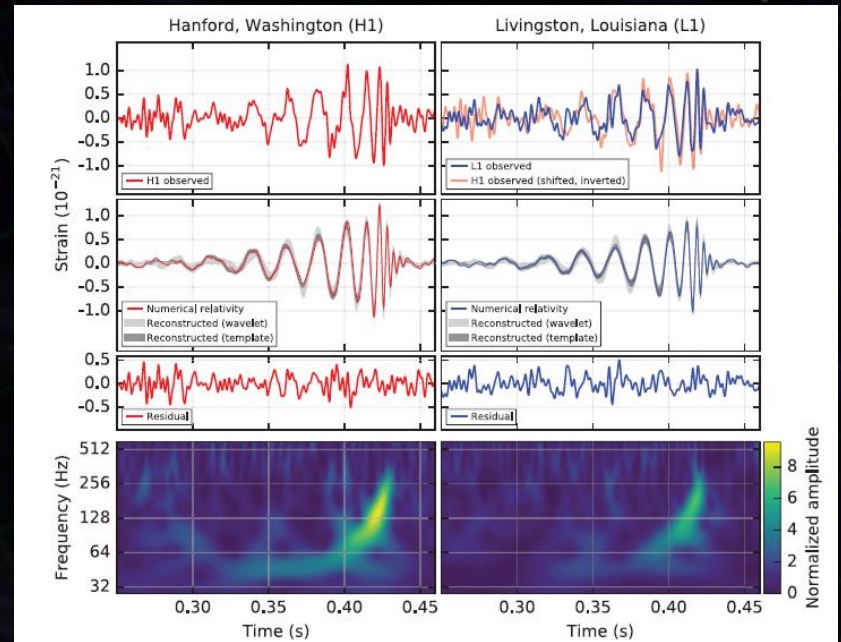 Hanford, Washington (H1)
Livingston, Louisiana (L1)
Strain (10⁻²¹)
1.0
0.5
0.0
-0.5
-1.0
H1 observed
L1 observed
H1 observed (shifted, inverted)
1.0
0.5
0.0
-0.5
-1.0
Numerical relativity
Reconstructed (wavelet)
Reconstructed (template)
Numerical relativity
Reconstructed (wavelet)
Reconstructed (template)
0.5
0.0
-0.5
Residual
Residual
Frequency (Hz)
512
256
128
64
32
Normalized amplitude
8
6
4
2
0
0.30 0.35 0.40 0.45
0.30 0.35 0.40 0.45
Time (s)
Time (s)